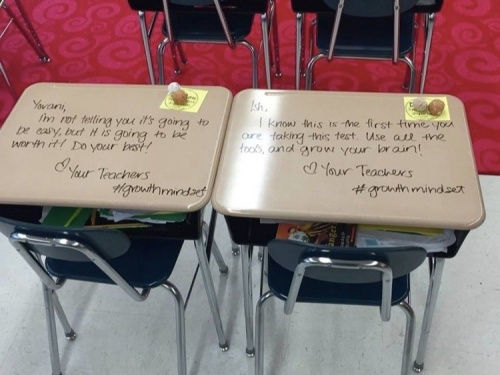 Yovani,
I'm not telling you it's going to
be easy, but it is going to be
worth it! Do your best!
♡ Your Teachers
#growthmindset
Ish,
I know this is the first time you
are taking this test. Use all the
tools, and grow your brain!
♡ Your Teachers
#growthmindset